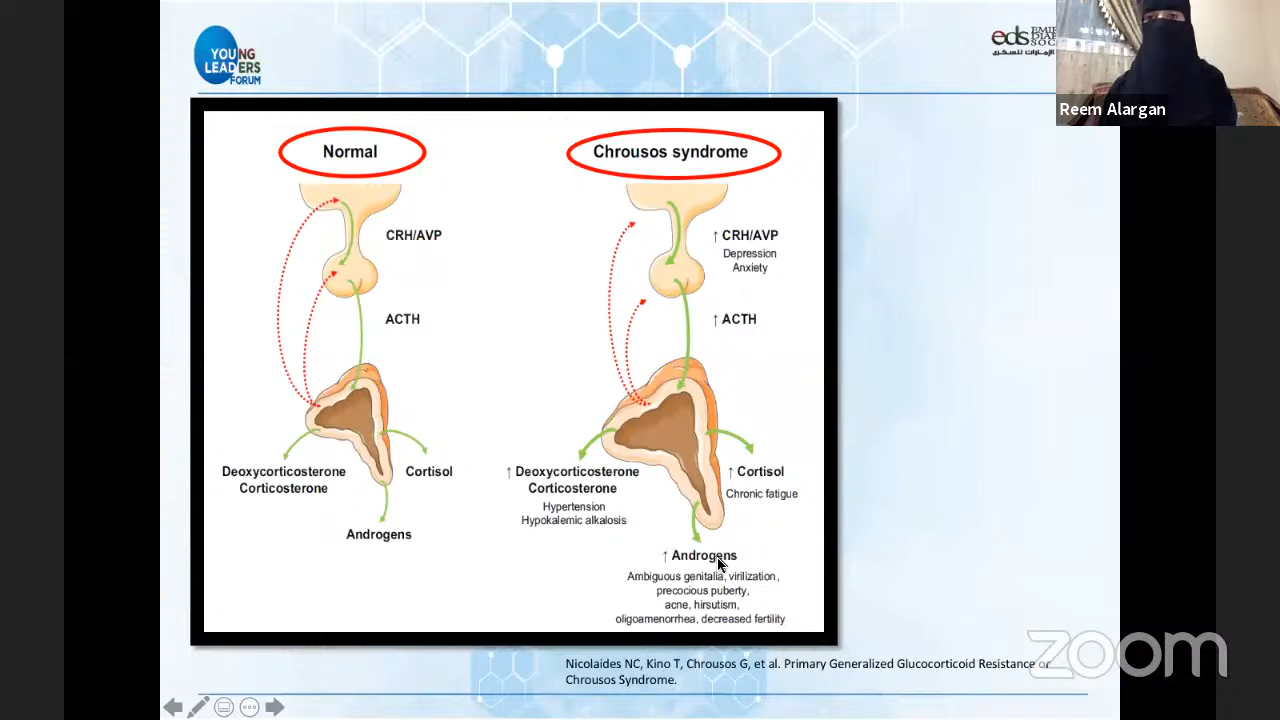 YOUNG
LEADERS
FORUM
eds
Reem Alargan
Normal
CRH/AVP
ACTH
Deoxycorticosterone
Corticosterone
Cortisol
Androgens
Chrousos syndrome
↑ CRH/AVP
Depression
Anxiety
↑ ACTH
↑ Deoxycorticosterone
Corticosterone
Hypertension
Hypokalemic alkalosis
↑ Cortisol
Chronic fatigue
↑ Androgens
Ambiguous genitalia, virilization,
precocious puberty,
acne, hirsutism,
oligoamenorrhea, decreased fertility
Nicolaides NC, Kino T, Chrousos G, et al. Primary Generalized Glucocorticoid Resistance or
Chrousos Syndrome.
zoom